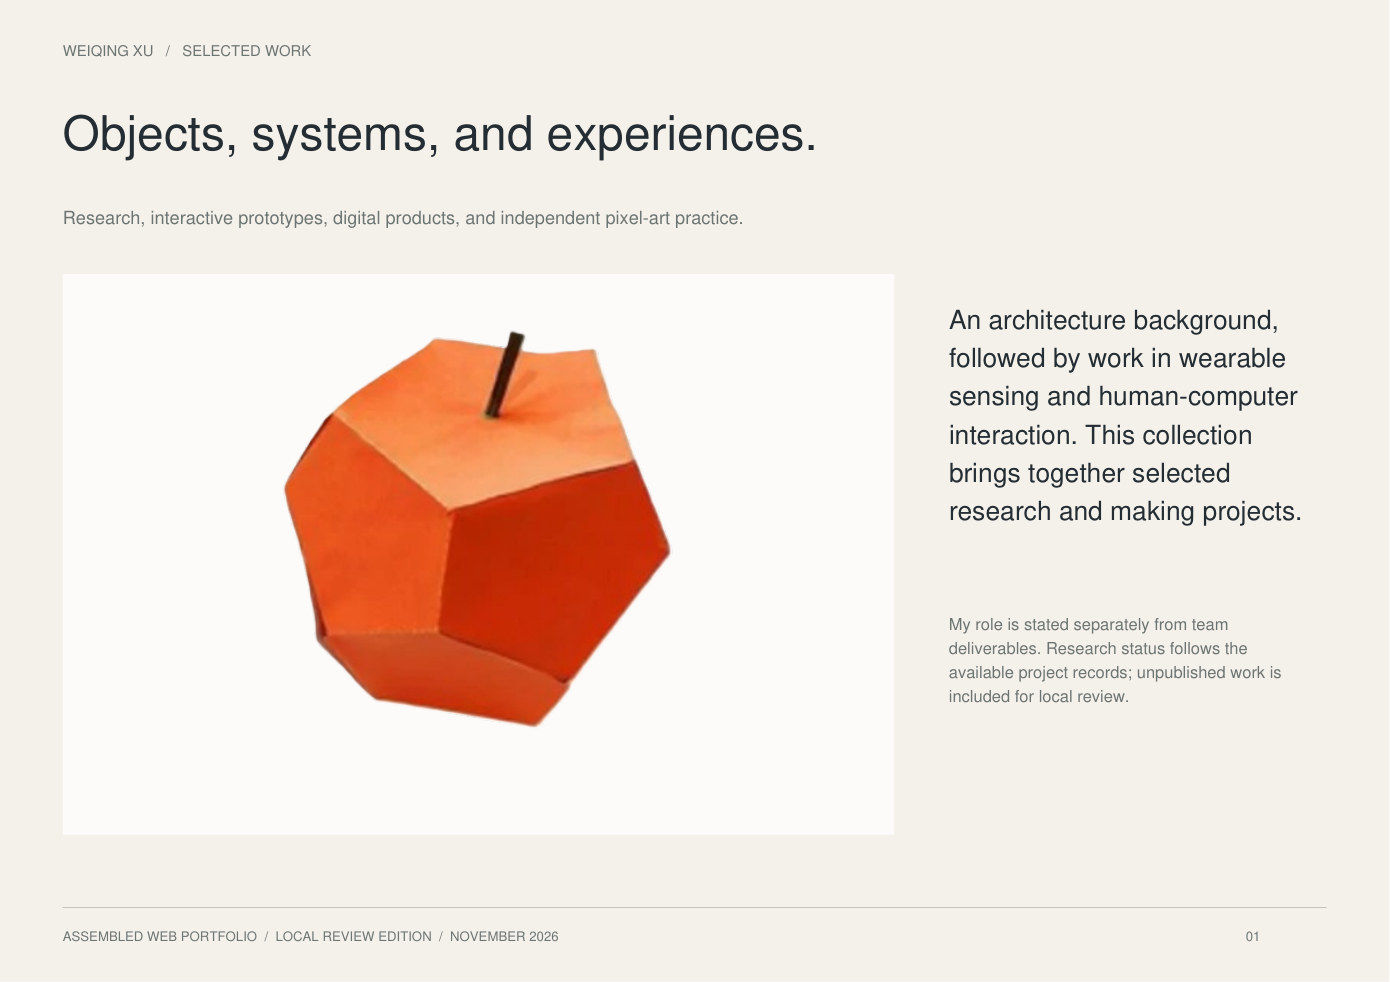 WEIQING XU / SELECTED WORK
Objects, systems, and experiences.
Research, interactive prototypes, digital products, and independent pixel-art practice.
An architecture background,
followed by work in wearable
sensing and human-computer
interaction. This collection
brings together selected
research and making projects.
My role is stated separately from team
deliverables. Research status follows the
available project records; unpublished work is
included for local review.
ASSEMBLED WEB PORTFOLIO / LOCAL REVIEW EDITION / NOVEMBER 2026
01